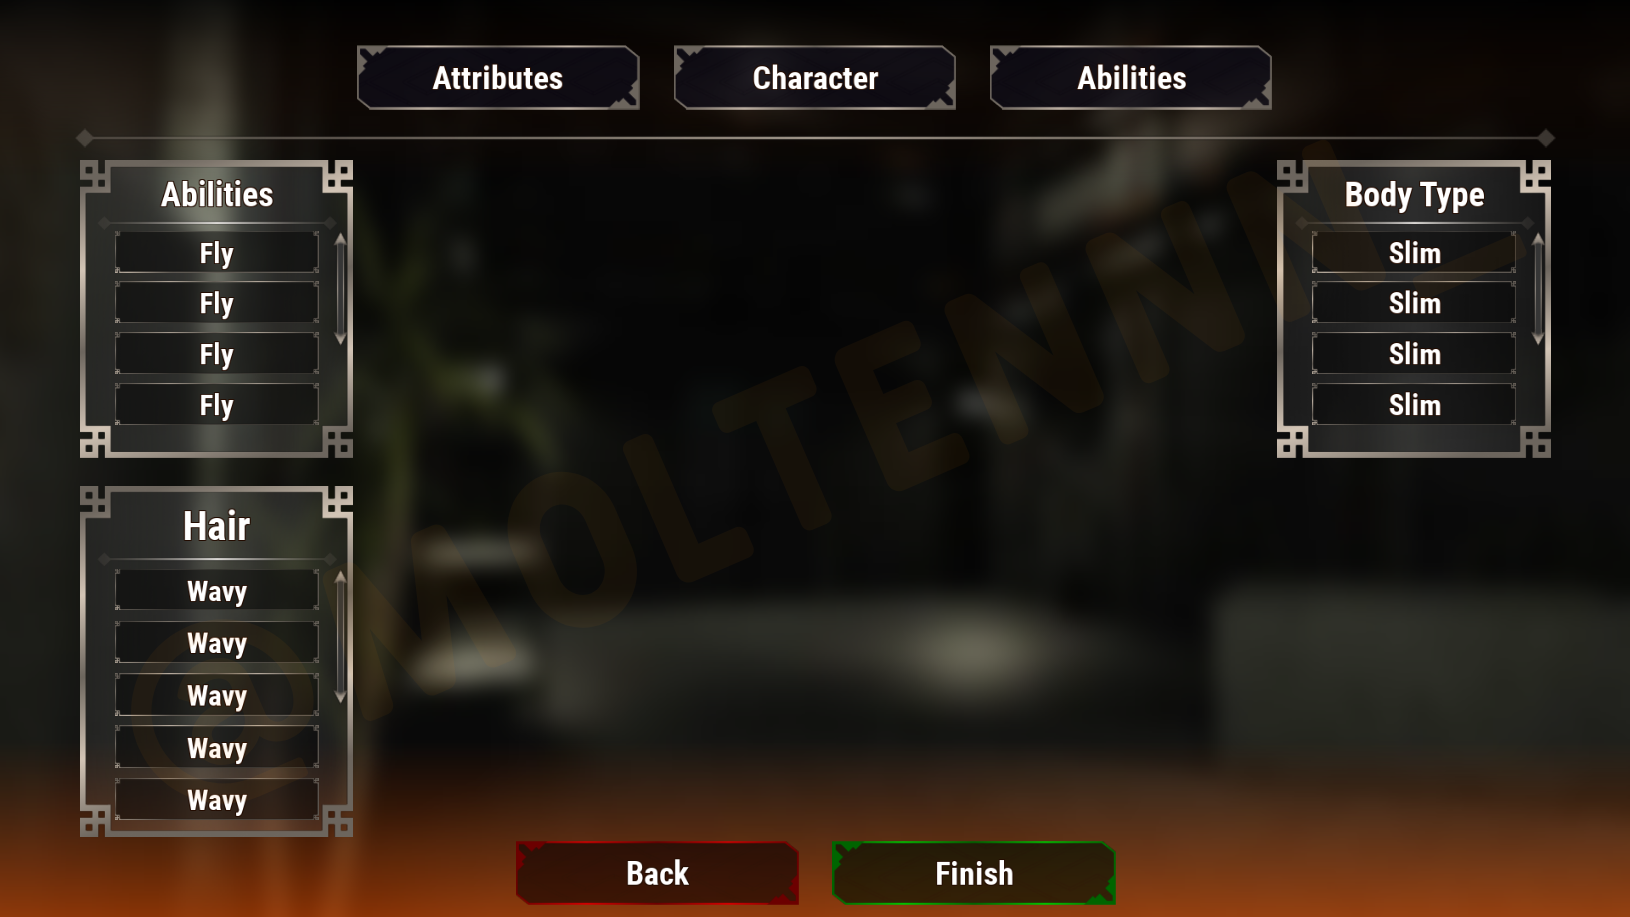 Attributes
Character
Abilities
Abilities
Fly
Fly
Fly
Fly
Body Type
Slim
Slim
Slim
Slim
Hair
Wavy
Wavy
Wavy
Wavy
Wavy
@MOLTENN_
Back
Finish